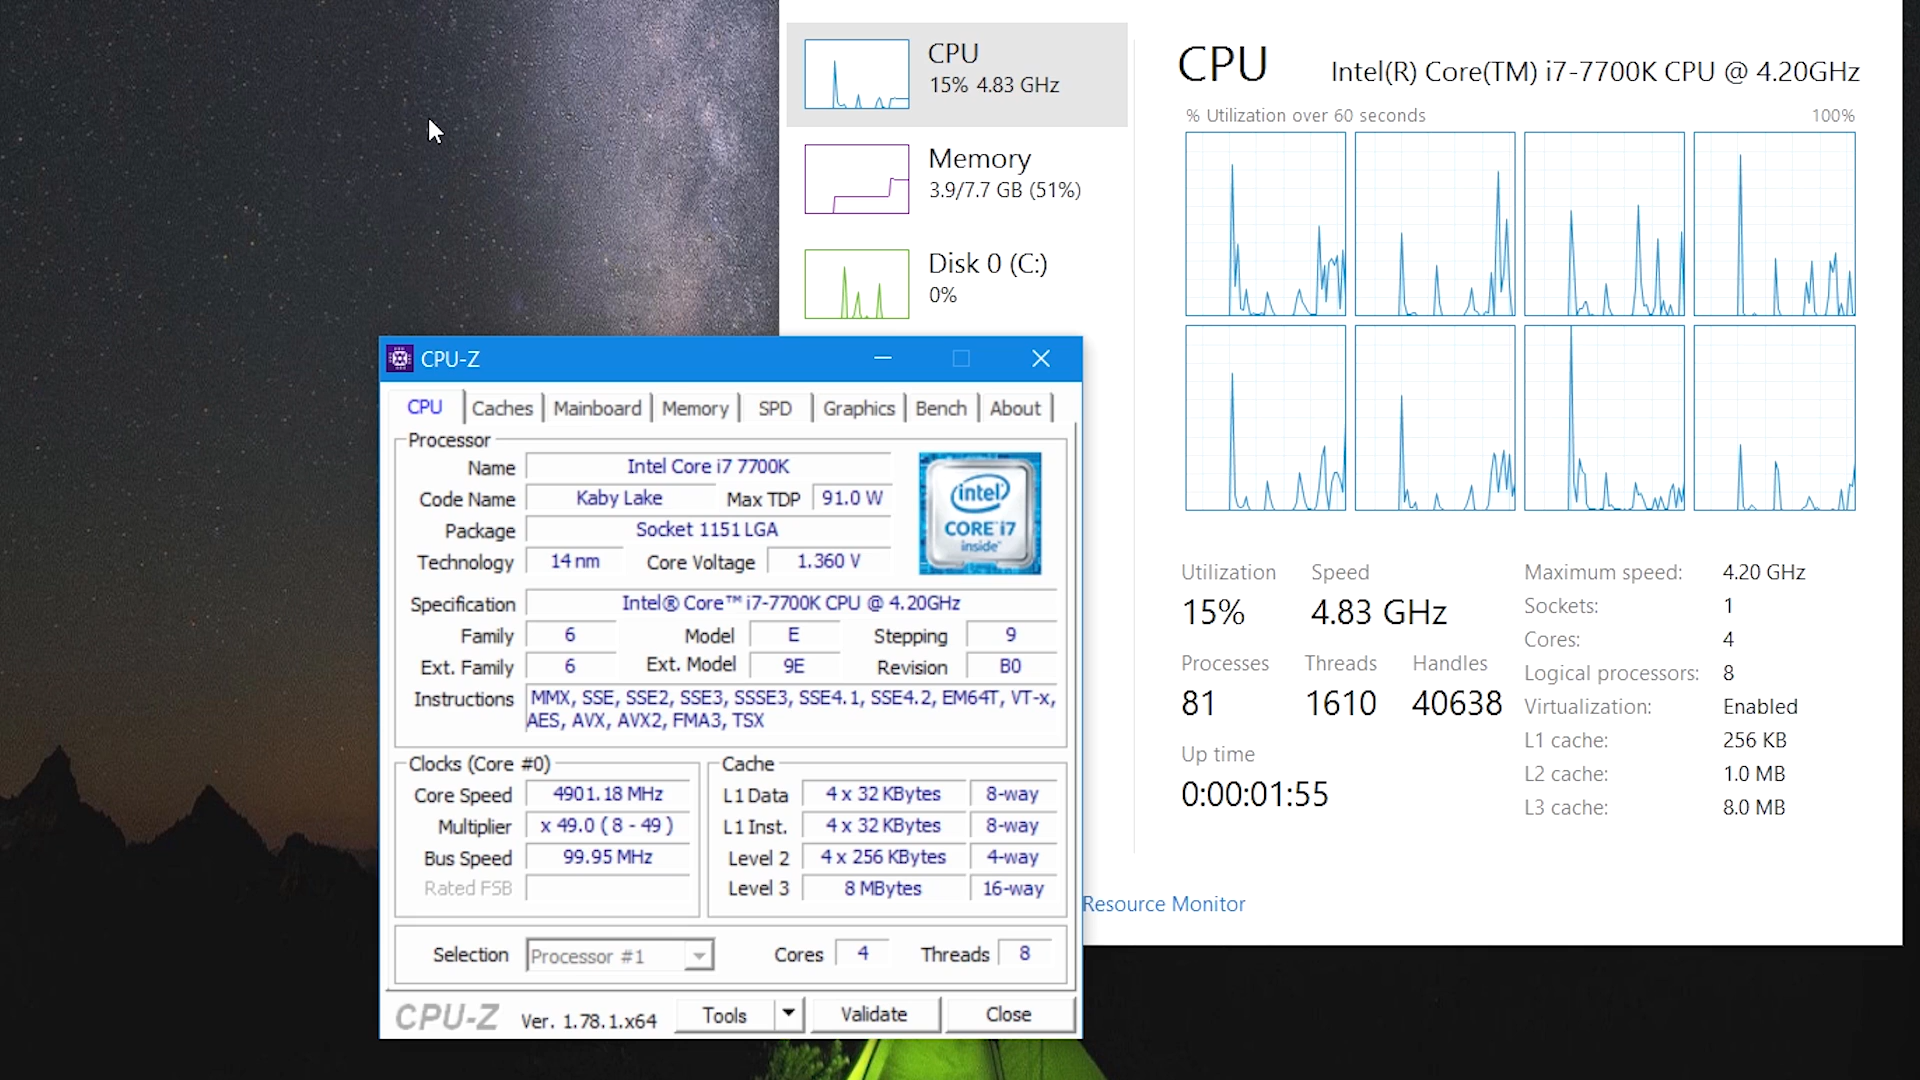 CPU
15% 4.83 GHz
Memory
3.9/7.7 GB (51%)
Disk 0 (C:)
0%
CPU
Intel(R) Core(TM) i7-7700K CPU @ 4.20GHz
% Utilization over 60 seconds
100%
Utilization
Speed
15%
4.83 GHz
Processes
Threads
Handles
81
1610
40638
Up time
0:00:01:55
Maximum speed: 4.20 GHz
Sockets: 1
Cores: 4
Logical processors: 8
Virtualization: Enabled
L1 cache: 256 KB
L2 cache: 1.0 MB
L3 cache: 8.0 MB
Resource Monitor
CPU-Z
CPU Caches Mainboard Memory SPD Graphics Bench About
Processor
Name Intel Core i7 7700K
Code Name Kaby Lake Max TDP 91.0 W
Package Socket 1151 LGA
Technology 14 nm Core Voltage 1.360 V
intel
CORE i7
inside
Specification Intel® Core™ i7-7700K CPU @ 4.20GHz
Family 6 Model E Stepping 9
Ext. Family 6 Ext. Model 9E Revision B0
Instructions MMX, SSE, SSE2, SSE3, SSSE3, SSE4.1, SSE4.2, EM64T, VT-x,
AES, AVX, AVX2, FMA3, TSX
Clocks (Core #0)
Core Speed 4901.18 MHz
Multiplier x 49.0 ( 8 - 49 )
Bus Speed 99.95 MHz
Rated FSB
Cache
L1 Data 4 x 32 KBytes 8-way
L1 Inst. 4 x 32 KBytes 8-way
Level 2 4 x 256 KBytes 4-way
Level 3 8 MBytes 16-way
Selection Processor #1 Cores 4 Threads 8
CPU-Z Ver. 1.78.1.x64 Tools Validate Close